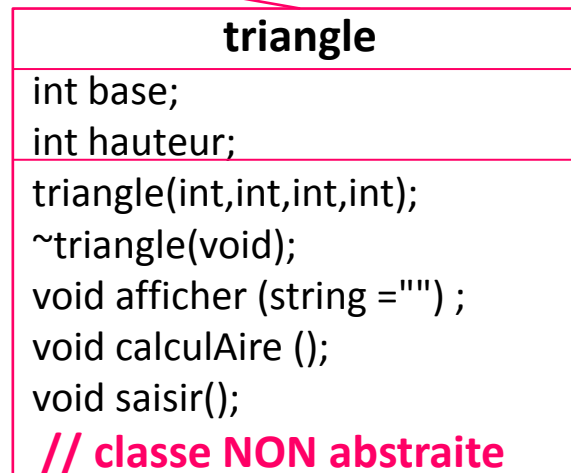 triangle
int base;
int hauteur;
triangle(int,int,int,int);
~triangle(void);
void afficher (string ="") ;
void calculAire ();
void saisir();
// classe NON abstraite